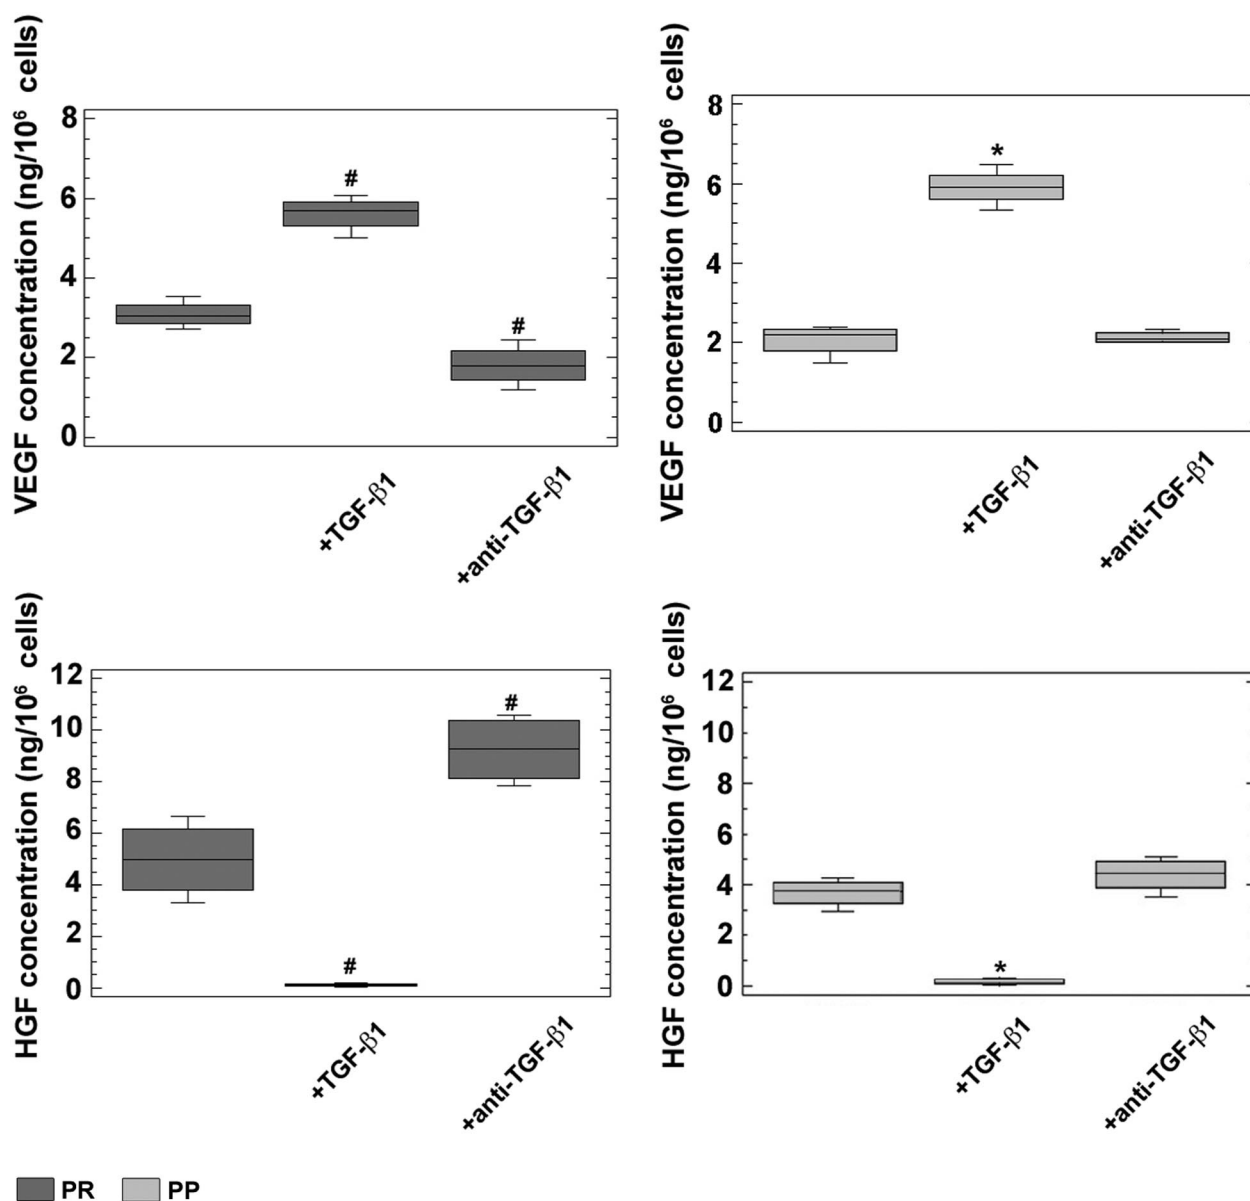 VEGF concentration (ng/10⁶ cells)
8
6
4
2
0
#
#
+TGF-β1
+anti-TGF-β1
VEGF concentration (ng/10⁶ cells)
8
6
4
2
0
*
+TGF-β1
+anti-TGF-β1
HGF concentration (ng/10⁶ cells)
12
10
8
6
4
2
0
#
#
+TGF-β1
+anti-TGF-β1
HGF concentration (ng/10⁶ cells)
12
10
8
6
4
2
0
*
+TGF-β1
+anti-TGF-β1
PR PP